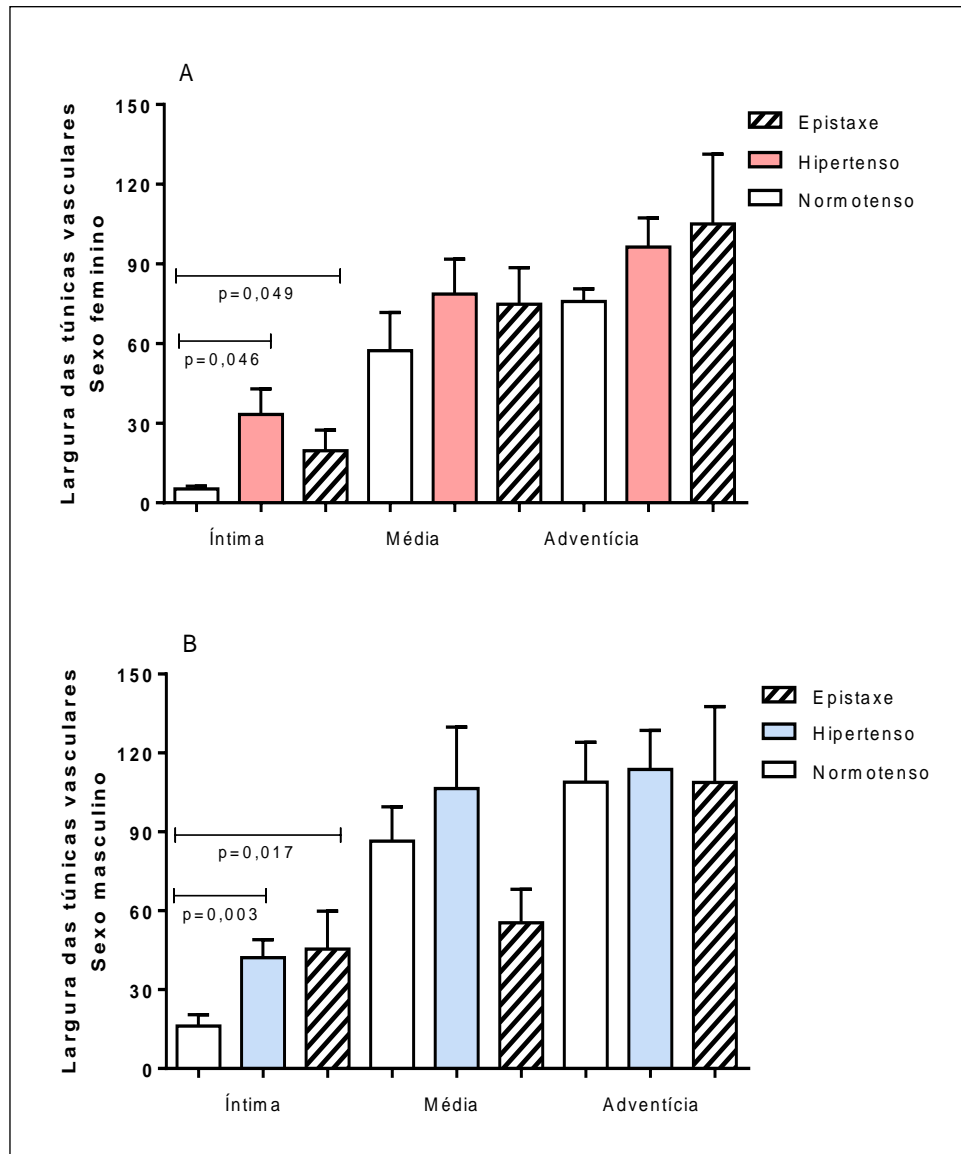 A
Largura das túnicas vasculares
Sexo feminino
150
120
90
60
30
0
p=0,049
p=0,046
Epistaxe
Hipertenso
Normotenso
Íntima
Média
Adventícia
B
Largura das túnicas vasculares
Sexo masculino
150
120
90
60
30
0
p=0,017
p=0,003
Epistaxe
Hipertenso
Normotenso
Íntima
Média
Adventícia